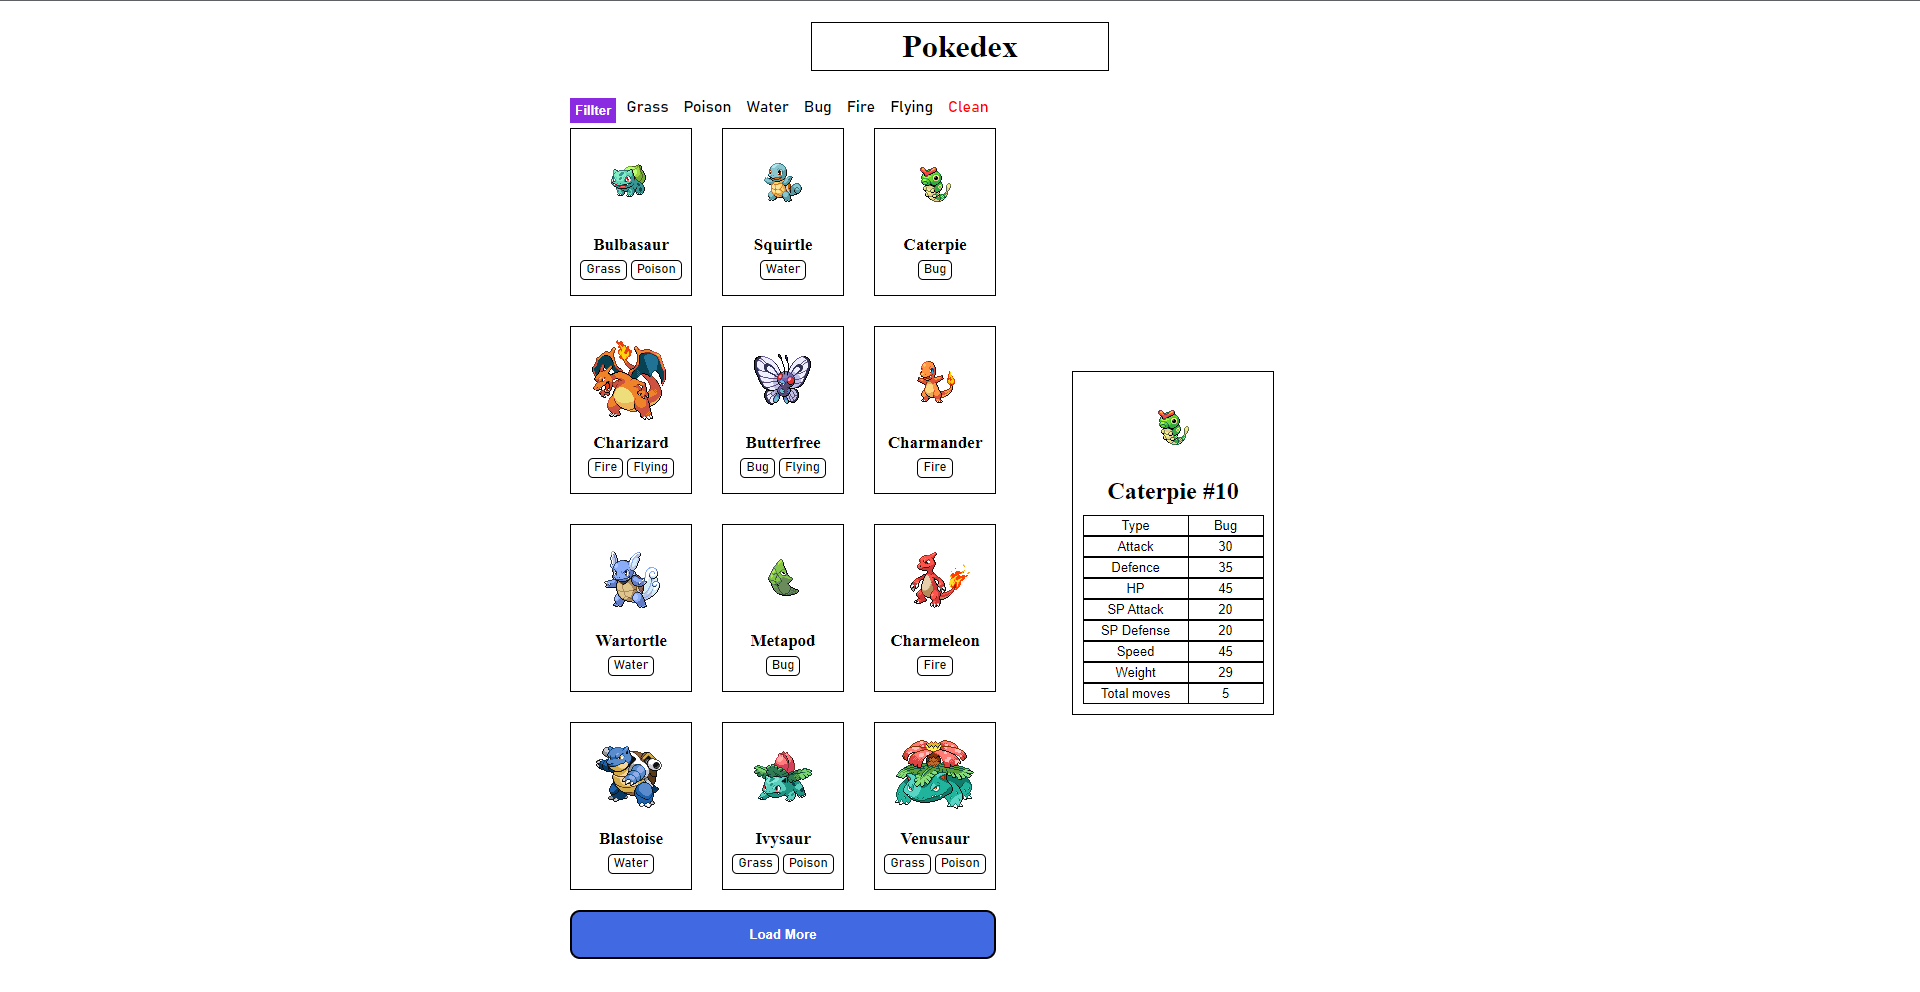 Pokedex
Fillter Grass Poison Water Bug Fire Flying Clean
Bulbasaur
Grass Poison
Squirtle
Water
Caterpie
Bug
Charizard
Fire Flying
Butterfree
Bug Flying
Charmander
Fire
Wartortle
Water
Metapod
Bug
Charmeleon
Fire
Blastoise
Water
Ivysaur
Grass Poison
Venusaur
Grass Poison
Load More
Caterpie #10
Type Bug
Attack 30
Defence 35
HP 45
SP Attack 20
SP Defense 20
Speed 45
Weight 29
Total moves 5